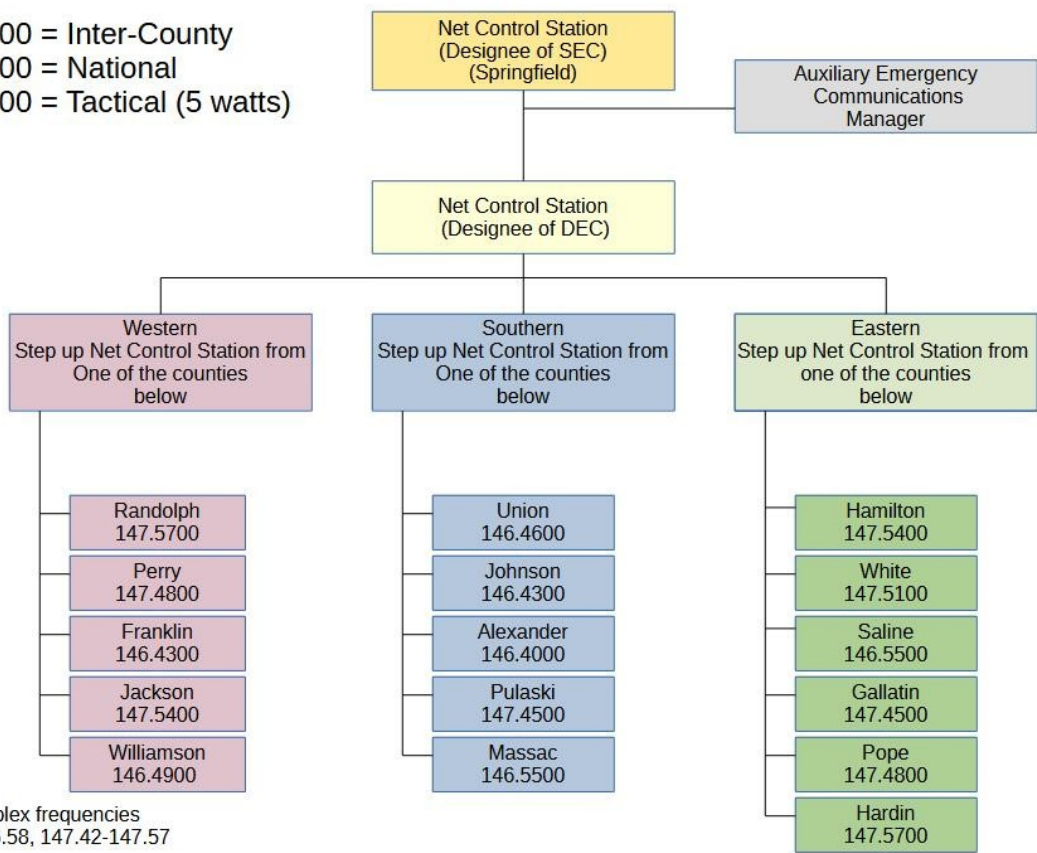 00 = Inter-County
00 = National
00 = Tactical (5 watts)
Net Control Station
(Designee of SEC)
(Springfield)
Auxiliary Emergency
Communications
Manager
Net Control Station
(Designee of DEC)
Western
Step up Net Control Station from
One of the counties
below
Southern
Step up Net Control Station from
One of the counties
below
Eastern
Step up Net Control Station from
one of the counties
below
Randolph
147.5700
Perry
147.4800
Franklin
146.4300
Jackson
147.5400
Williamson
146.4900
Union
146.4600
Johnson
146.4300
Alexander
146.4000
Pulaski
147.4500
Massac
146.5500
Hamilton
147.5400
White
147.5100
Saline
146.5500
Gallatin
147.4500
Pope
147.4800
Hardin
147.5700
plex frequencies
.58, 147.42-147.57